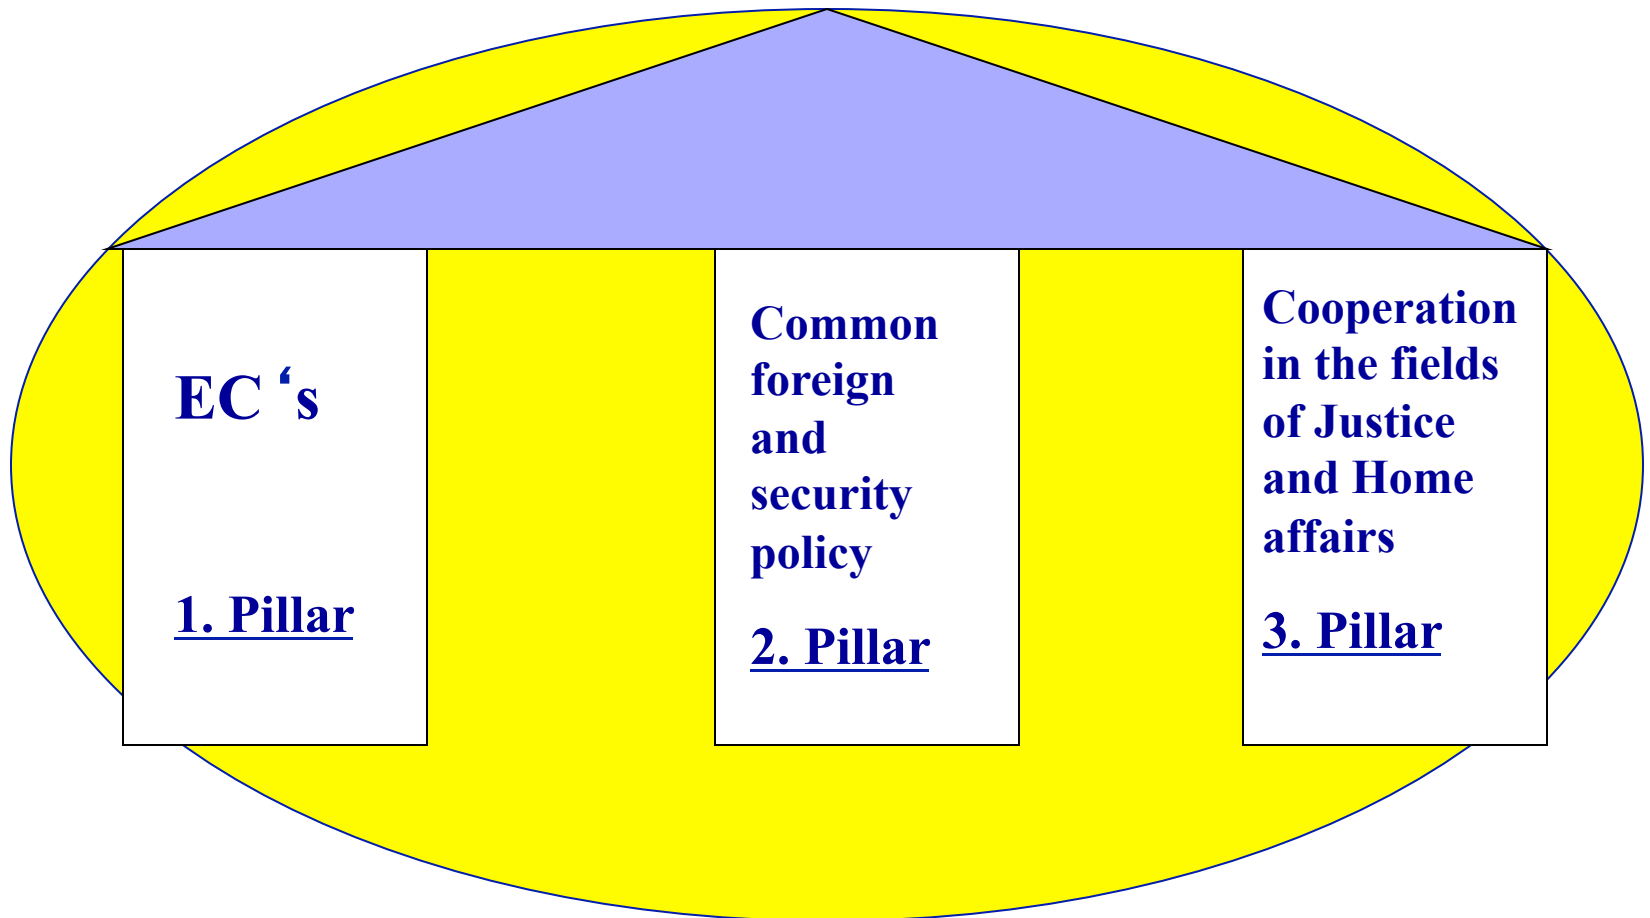 EC ‘s
1. Pillar
Common
foreign
and
security
policy
2. Pillar
Cooperation
in the fields
of Justice
and Home
affairs
3. Pillar